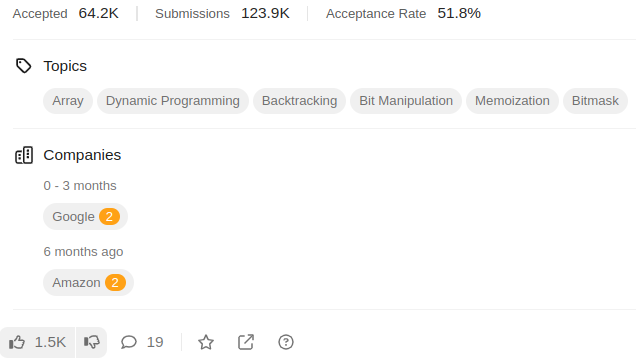 Accepted 64.2K Submissions 123.9K Acceptance Rate 51.8%
Topics
Array Dynamic Programming Backtracking Bit Manipulation Memoization Bitmask
Companies
0 - 3 months
Google 2
6 months ago
Amazon 2
1.5K 19